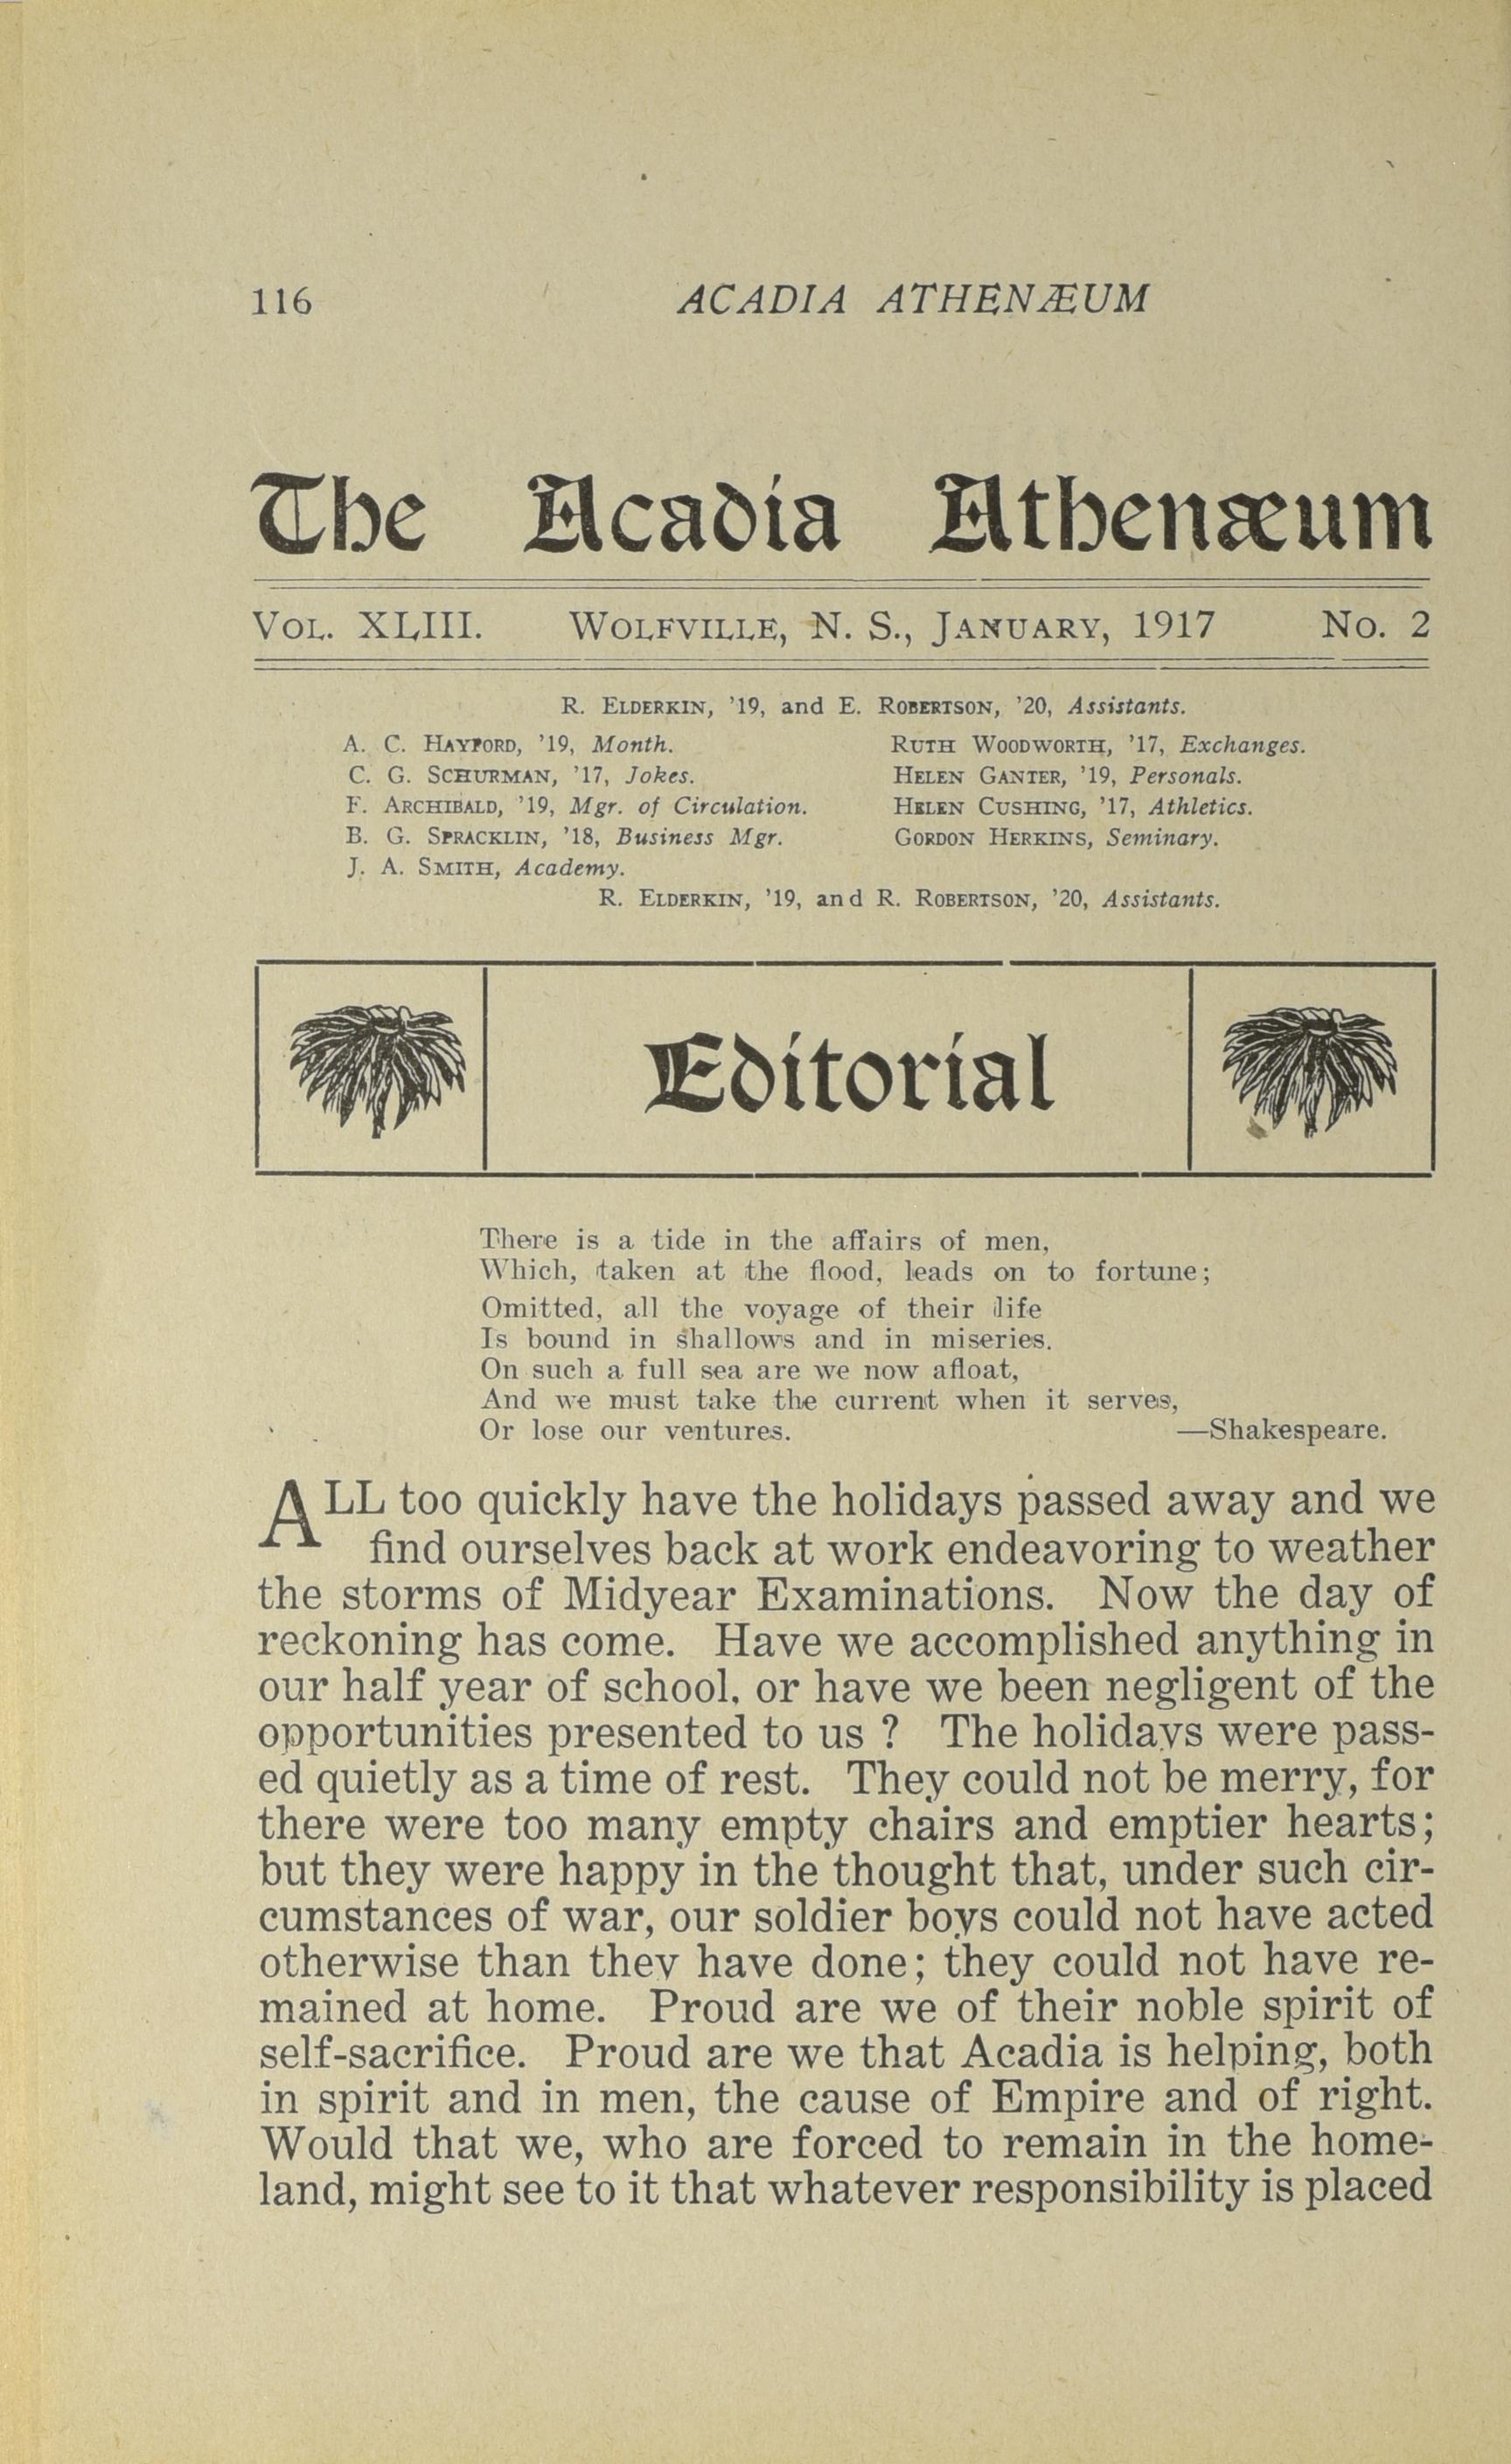 116 ACADIA ATHENÆUM
The Acadia Athenæum
VOL. XLIII. WOLFVILLE, N. S., JANUARY, 1917 No. 2
R. ELDERKIN, '19, and E. ROBERTSON, '20, Assistants.
A. C. HAYFORD, '19, Month. RUTH WOODWORTH, '17, Exchanges.
C. G. SCHURMAN, '17, Jokes. HELEN GANTER, '19, Personals.
F. ARCHIBALD, '19, Mgr. of Circulation. HELEN CUSHING, '17, Athletics.
B. G. SPRACKLIN, '18, Business Mgr. GORDON HERKINS, Seminary.
J. A. SMITH, Academy.
R. ELDERKIN, '19, and R. ROBERTSON, '20, Assistants.
Editorial
There is a tide in the affairs of men,
Which, taken at the flood, leads on to fortune;
Omitted, all the voyage of their life
Is bound in shallows and in miseries.
On such a full sea are we now afloat,
And we must take the current when it serves,
Or lose our ventures. —Shakespeare.
ALL too quickly have the holidays passed away and we
find ourselves back at work endeavoring to weather
the storms of Midyear Examinations. Now the day of
reckoning has come. Have we accomplished anything in
our half year of school, or have we been negligent of the
opportunities presented to us ? The holidays were pass-
ed quietly as a time of rest. They could not be merry, for
there were too many empty chairs and emptier hearts;
but they were happy in the thought that, under such cir-
cumstances of war, our soldier boys could not have acted
otherwise than they have done; they could not have re-
mained at home. Proud are we of their noble spirit of
self-sacrifice. Proud are we that Acadia is helping, both
in spirit and in men, the cause of Empire and of right.
Would that we, who are forced to remain in the home-
land, might see to it that whatever responsibility is placed